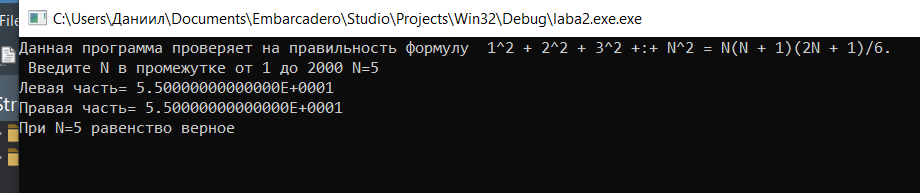 File
C:\Users\Даниил\Documents\Embarcadero\Studio\Projects\Win32\Debug\laba2.exe.exe
Данная программа проверяет на правильность формулу  1^2 + 2^2 + 3^2 +:+ N^2 = N(N + 1)(2N + 1)/6.
Введите N в промежутке от 1 до 2000 N=5
Левая часть= 5.50000000000000E+0001
Str
Правая часть= 5.50000000000000E+0001
При N=5 равенство верное